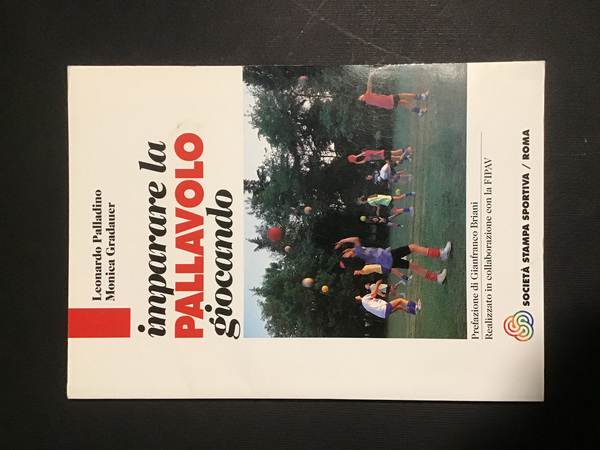 Leonardo Palladino
Monica Gradauer
imparare la
PALLAVOLO
giocando
Prefazione di Gianfranco Briani
Realizzato in collaborazione con la FIPAV
SOCIETÀ STAMPA SPORTIVA / ROMA